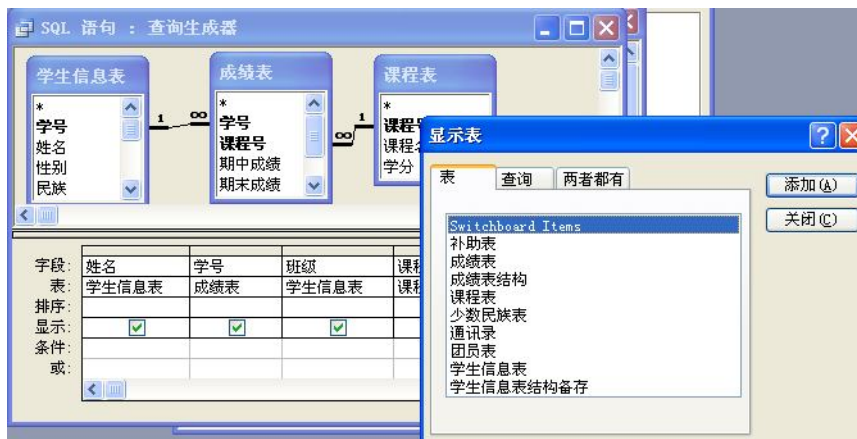 SQL 语句 : 查询生成器
学生信息表
*
学号
姓名
性别
民族
1
∞
成绩表
*
学号
课程号
期中成绩
期末成绩
∞
1
课程表
*
课程
学分
字段: 姓名 学号 班级
表: 学生信息表 成绩表 学生信息表
排序:
显示:
条件:
或:
显示表
表 查询 两者都有
Switchboard Items
补助表
成绩表
成绩表结构
课程表
少数民族表
通讯录
团员表
学生信息表
学生信息表结构备存
添加(A)
关闭(C)